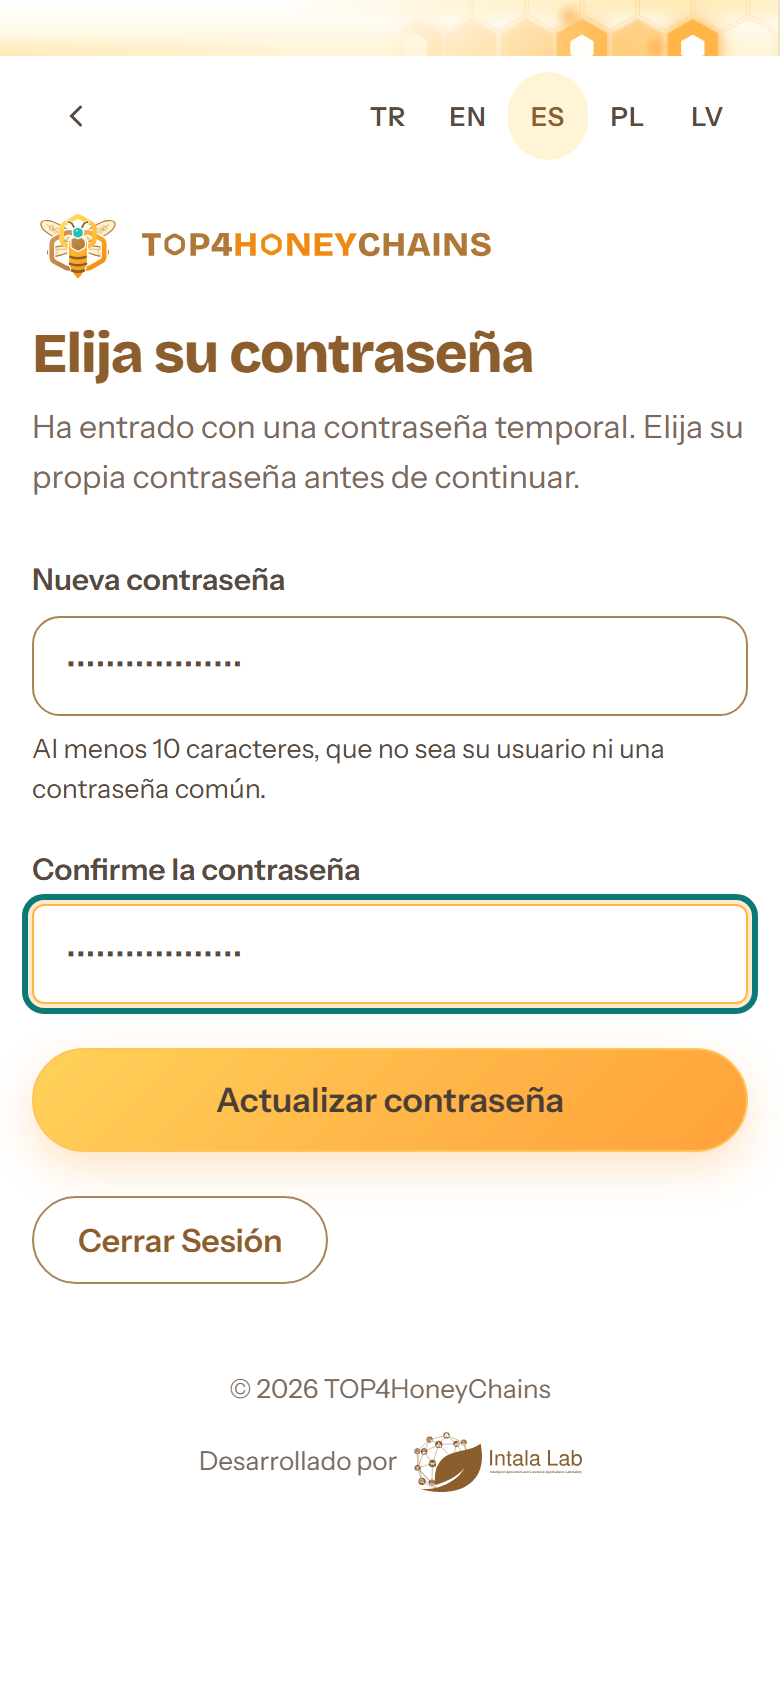 TR EN ES PL LV
TOP4HONEYCHAINS
Elija su contraseña
Ha entrado con una contraseña temporal. Elija su
propia contraseña antes de continuar.
Nueva contraseña
••••••••••••••••••
Al menos 10 caracteres, que no sea su usuario ni una
contraseña común.
Confirme la contraseña
••••••••••••••••••
Actualizar contraseña
Cerrar Sesión
© 2026 TOP4HoneyChains
Desarrollado por Intala Lab